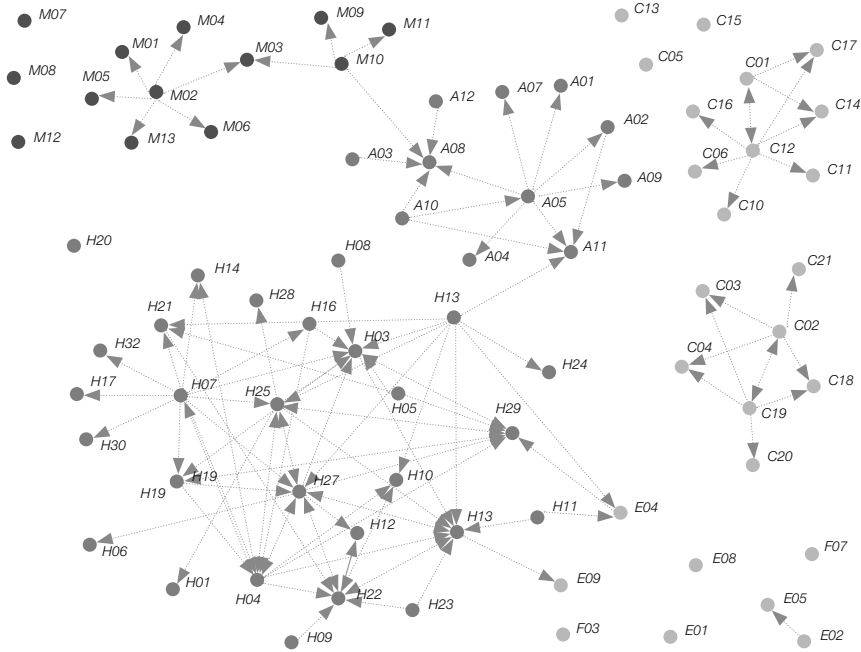 M07
M08
M12
M01
M04
M03
M05
M02
M13
M06
M09
M11
M10
A12
A07
A01
A03
A08
A02
A10
A05
A09
A04
A11
C13
C15
C05
C01
C17
C16
C14
C12
C06
C11
C10
H20
H14
H08
H21
H28
H16
H13
H03
H32
H24
H17
H07
H25
H05
H29
H30
H19
H19
H27
H10
H12
H13
H11
E04
H06
H01
H04
H22
H23
H09
E09
F03
C21
C03
C02
C04
C18
C19
C20
E08
F07
E05
E01
E02